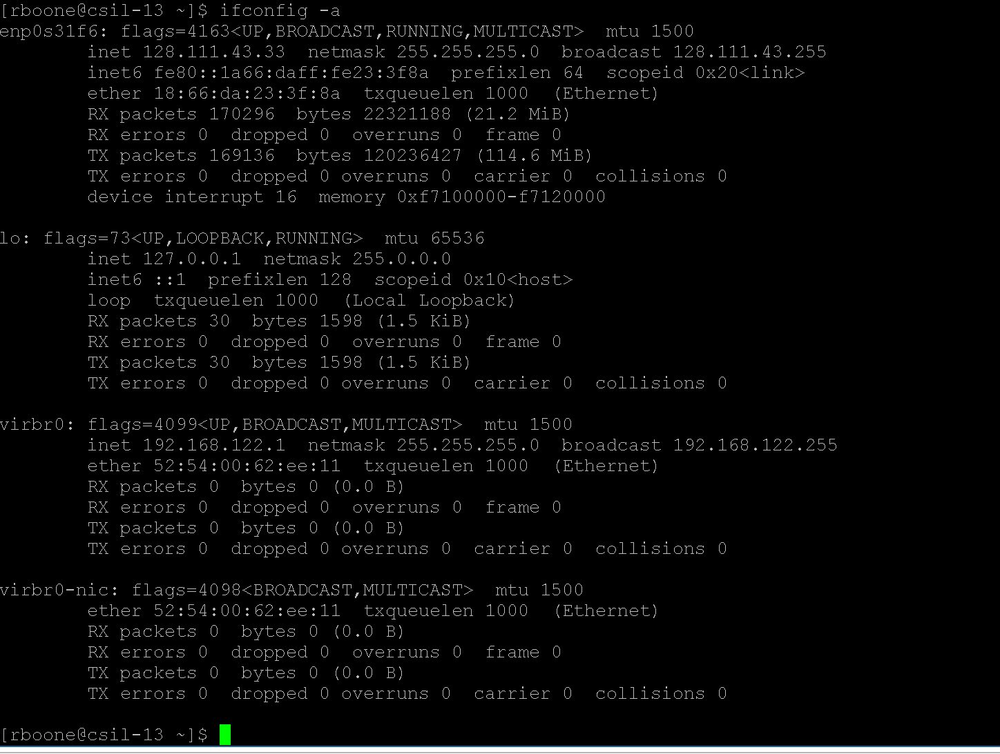 [rboone@csil-13 ~]$ ifconfig -a
enp0s31f6: flags=4163<UP,BROADCAST,RUNNING,MULTICAST>  mtu 1500
        inet 128.111.43.33  netmask 255.255.255.0  broadcast 128.111.43.255
        inet6 fe80::1a66:daff:fe23:3f8a  prefixlen 64  scopeid 0x20<link>
        ether 18:66:da:23:3f:8a  txqueuelen 1000  (Ethernet)
        RX packets 170296  bytes 22321188 (21.2 MiB)
        RX errors 0  dropped 0  overruns 0  frame 0
        TX packets 169136  bytes 120236427 (114.6 MiB)
        TX errors 0  dropped 0 overruns 0  carrier 0  collisions 0
        device interrupt 16  memory 0xf7100000-f7120000

lo: flags=73<UP,LOOPBACK,RUNNING>  mtu 65536
        inet 127.0.0.1  netmask 255.0.0.0
        inet6 ::1  prefixlen 128  scopeid 0x10<host>
        loop  txqueuelen 1000  (Local Loopback)
        RX packets 30  bytes 1598 (1.5 KiB)
        RX errors 0  dropped 0  overruns 0  frame 0
        TX packets 30  bytes 1598 (1.5 KiB)
        TX errors 0  dropped 0 overruns 0  carrier 0  collisions 0

virbr0: flags=4099<UP,BROADCAST,MULTICAST>  mtu 1500
        inet 192.168.122.1  netmask 255.255.255.0  broadcast 192.168.122.255
        ether 52:54:00:62:ee:11  txqueuelen 1000  (Ethernet)
        RX packets 0  bytes 0 (0.0 B)
        RX errors 0  dropped 0  overruns 0  frame 0
        TX packets 0  bytes 0 (0.0 B)
        TX errors 0  dropped 0 overruns 0  carrier 0  collisions 0

virbr0-nic: flags=4098<BROADCAST,MULTICAST>  mtu 1500
        ether 52:54:00:62:ee:11  txqueuelen 1000  (Ethernet)
        RX packets 0  bytes 0 (0.0 B)
        RX errors 0  dropped 0  overruns 0  frame 0
        TX packets 0  bytes 0 (0.0 B)
        TX errors 0  dropped 0 overruns 0  carrier 0  collisions 0

[rboone@csil-13 ~]$